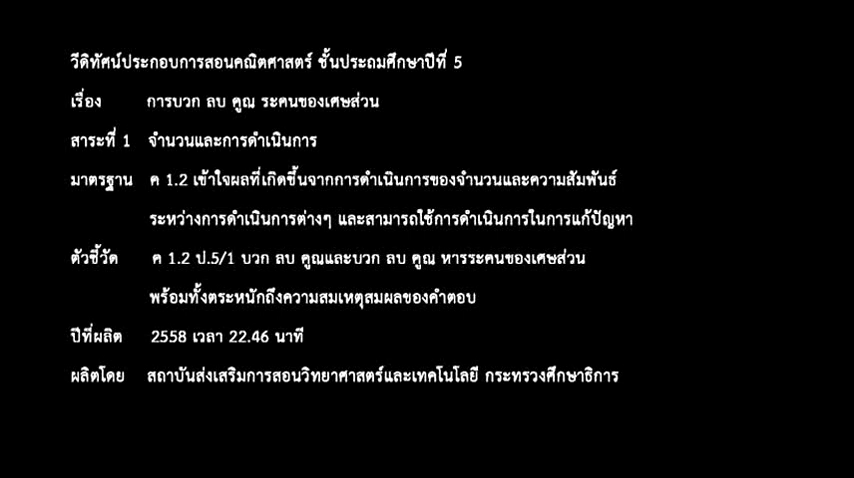 วีดิทัศน์ประกอบการสอนคณิตศาสตร์ ชั้นประถมศึกษาปีที่ 5
เรื่อง การบวก ลบ คูณ ระคนของเศษส่วน
สาระที่ 1 จำนวนและการดำเนินการ
มาตรฐาน ค 1.2 เข้าใจผลที่เกิดขึ้นจากการดำเนินการของจำนวนและความสัมพันธ์
ระหว่างการดำเนินการต่างๆ และสามารถใช้การดำเนินการในการแก้ปัญหา
ตัวชี้วัด ค 1.2 ป.5/1 บวก ลบ คูณและบวก ลบ คูณ หารระคนของเศษส่วน
พร้อมทั้งตระหนักถึงความสมเหตุสมผลของคำตอบ
ปีที่ผลิต 2558 เวลา 22.46 นาที
ผลิตโดย สถาบันส่งเสริมการสอนวิทยาศาสตร์และเทคโนโลยี กระทรวงศึกษาธิการ